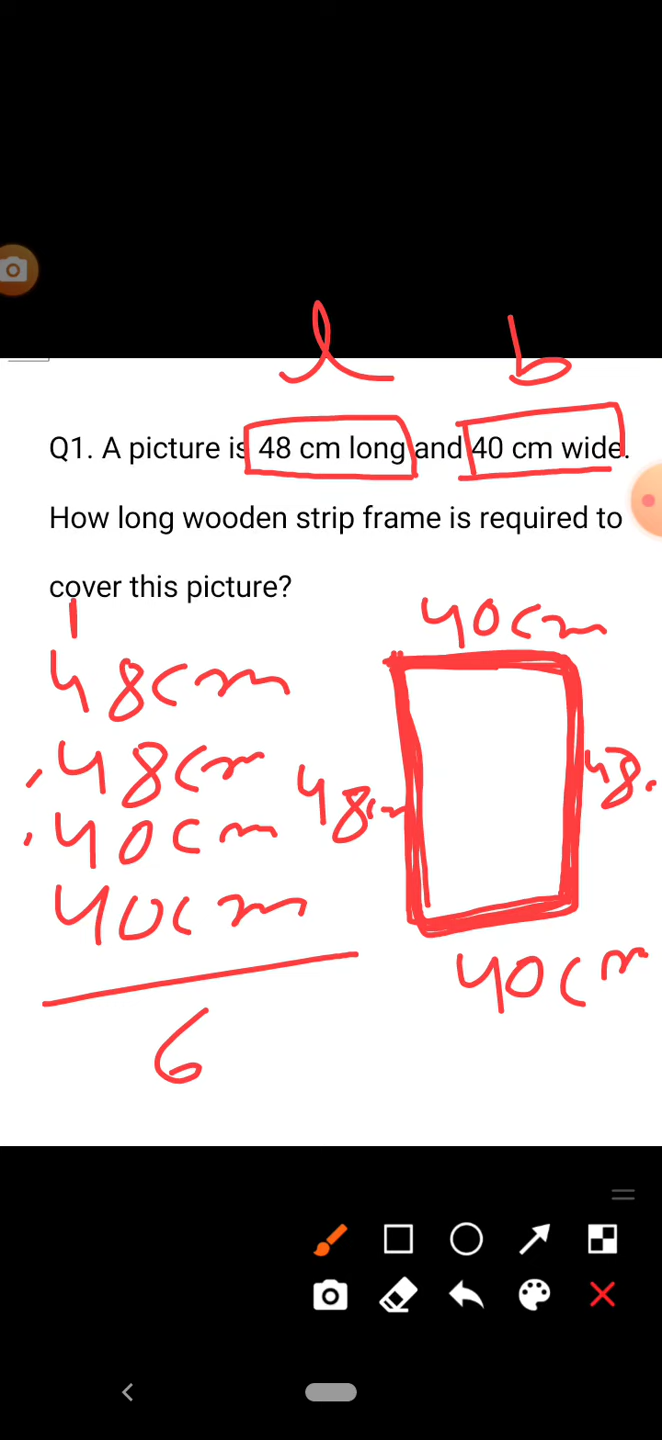 l b
Q1. A picture is 48 cm long and 40 cm wide.
How long wooden strip frame is required to
cover this picture?
1
40cm
48cm
48cm
48cm
48.
40cm
40cm
40cm
6